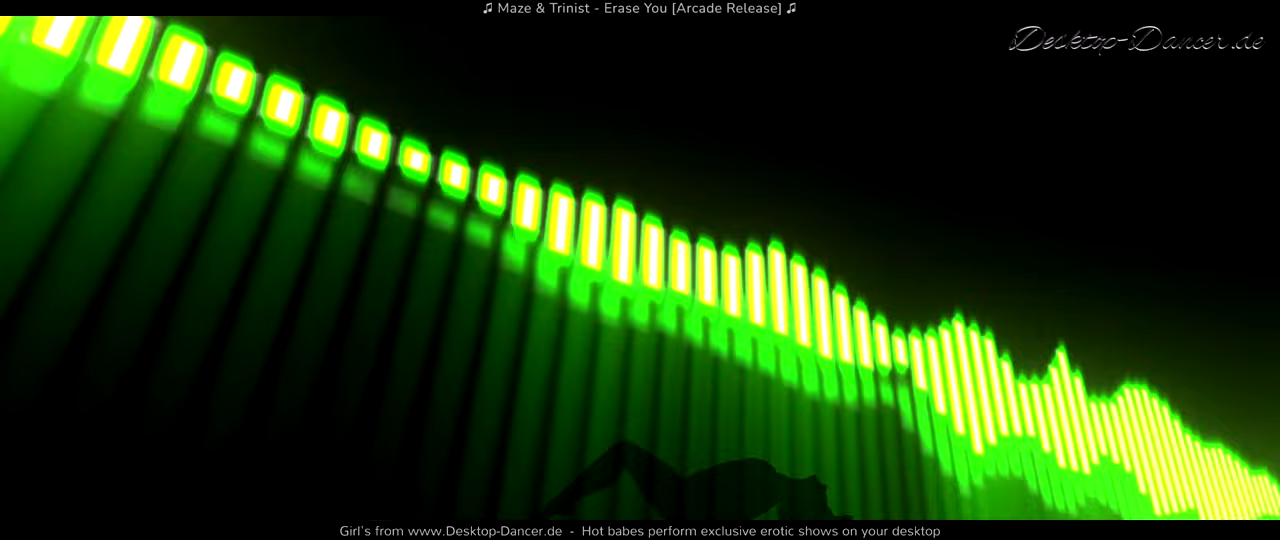 ♫ Maze & Trinist - Erase You [Arcade Release] ♫
Desktop-Dancer.de
Girl's from www.Desktop-Dancer.de - Hot babes perform exclusive erotic shows on your desktop